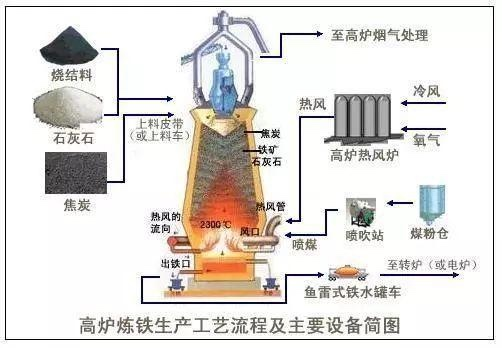 至高炉烟气处理
烧结料
石灰石
上料皮带
(或上料车)
焦炭
焦炭
铁矿
石灰石
热风
冷风
氧气
高炉热风炉
热风的
流向
2300℃
热风管
风口
喷煤
喷吹站
煤粉仓
出铁口
鱼雷式铁水罐车
至转炉(或电炉)
高炉炼铁生产工艺流程及主要设备简图